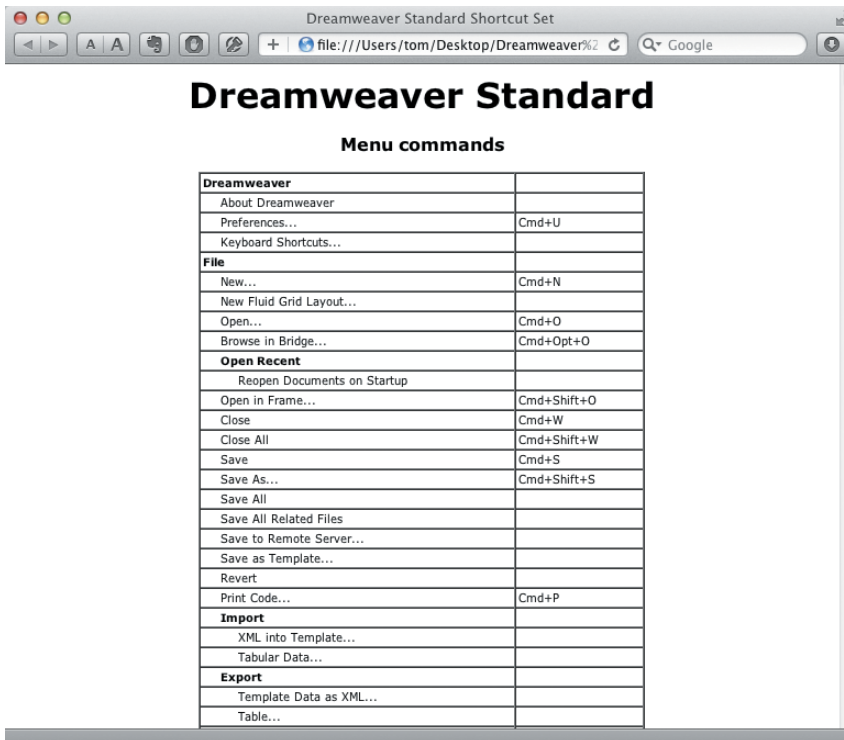 Dreamweaver Standard Shortcut Set
A A + file:///Users/tom/Desktop/Dreamweaver%2 Google
Dreamweaver Standard
Menu commands
Dreamweaver
About Dreamweaver
Preferences... Cmd+U
Keyboard Shortcuts...
File
New... Cmd+N
New Fluid Grid Layout...
Open... Cmd+O
Browse in Bridge... Cmd+Opt+O
Open Recent
Reopen Documents on Startup
Open in Frame... Cmd+Shift+O
Close Cmd+W
Close All Cmd+Shift+W
Save Cmd+S
Save As... Cmd+Shift+S
Save All
Save All Related Files
Save to Remote Server...
Save as Template...
Revert
Print Code... Cmd+P
Import
XML into Template...
Tabular Data...
Export
Template Data as XML...
Table...